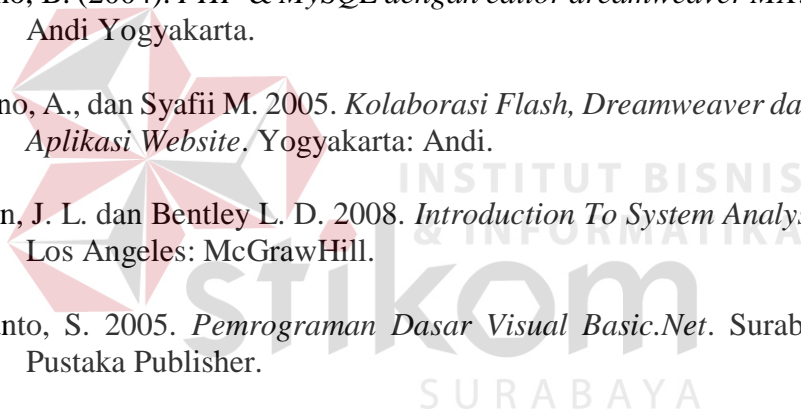 B. (2004). PHP & MySQL dengan editor dreamweaver MX.
Andi Yogyakarta.
no, A., dan Syafii M. 2005. Kolaborasi Flash, Dreamweaver da
Aplikasi Website. Yogyakarta: Andi.
INSTITUT BISNIS
n, J. L. dan Bentley L. D. 2008. Introduction To System Analys
& INFORMATIKA
Los Angeles: McGrawHill.
stikom
nto, S. 2005. Pemrograman Dasar Visual Basic.Net. Surab
Pustaka Publisher.
SURABAYA